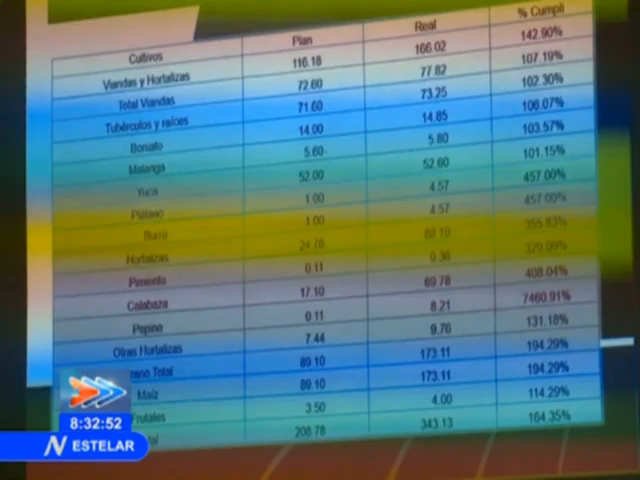 Cultivos Plan Real % Cumpli
Viandas y Hortalizas 116.18 166.02 142.90%
Total Viandas 72.60 77.82 107.19%
Tubérculos y raíces 71.60 73.25 102.30%
Boniato 14.00 14.85 106.07%
Malanga 5.60 5.80 103.57%
Yuca 52.00 52.60 101.15%
Plátano 1.00 4.57 457.00%
Burro 1.00 4.57 457.00%
Hortalizas 24.76 88.10 355.83%
Pimiento 0.11 0.36 329.09%
Calabaza 17.10 69.78 408.04%
Pepino 0.11 8.21 7460.91%
Otras Hortalizas 7.44 9.76 131.18%
rano Total 89.10 173.11 194.29%
Maíz 89.10 173.11 194.29%
Frutales 3.50 4.00 114.29%
208.78 343.13 164.35%
8:32:52
N ESTELAR